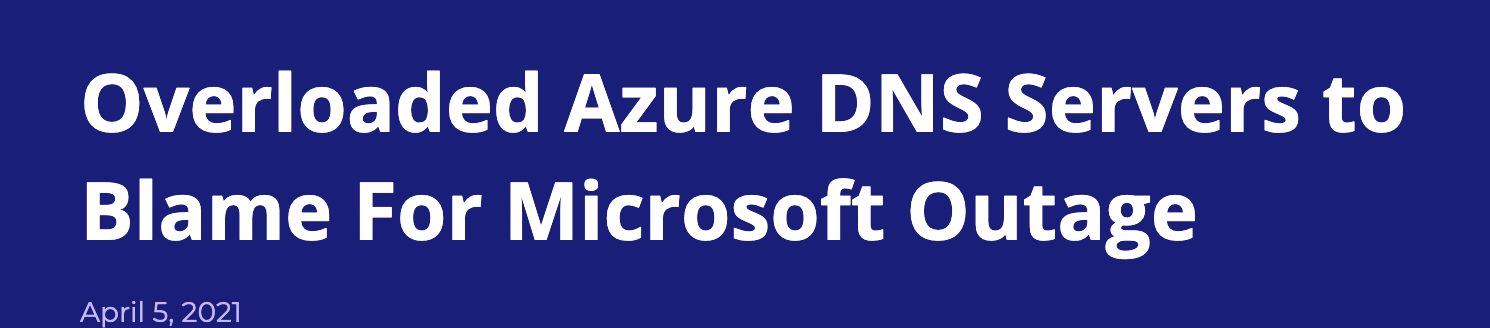 Overloaded Azure DNS Servers to
Blame For Microsoft Outage
April 5, 2021